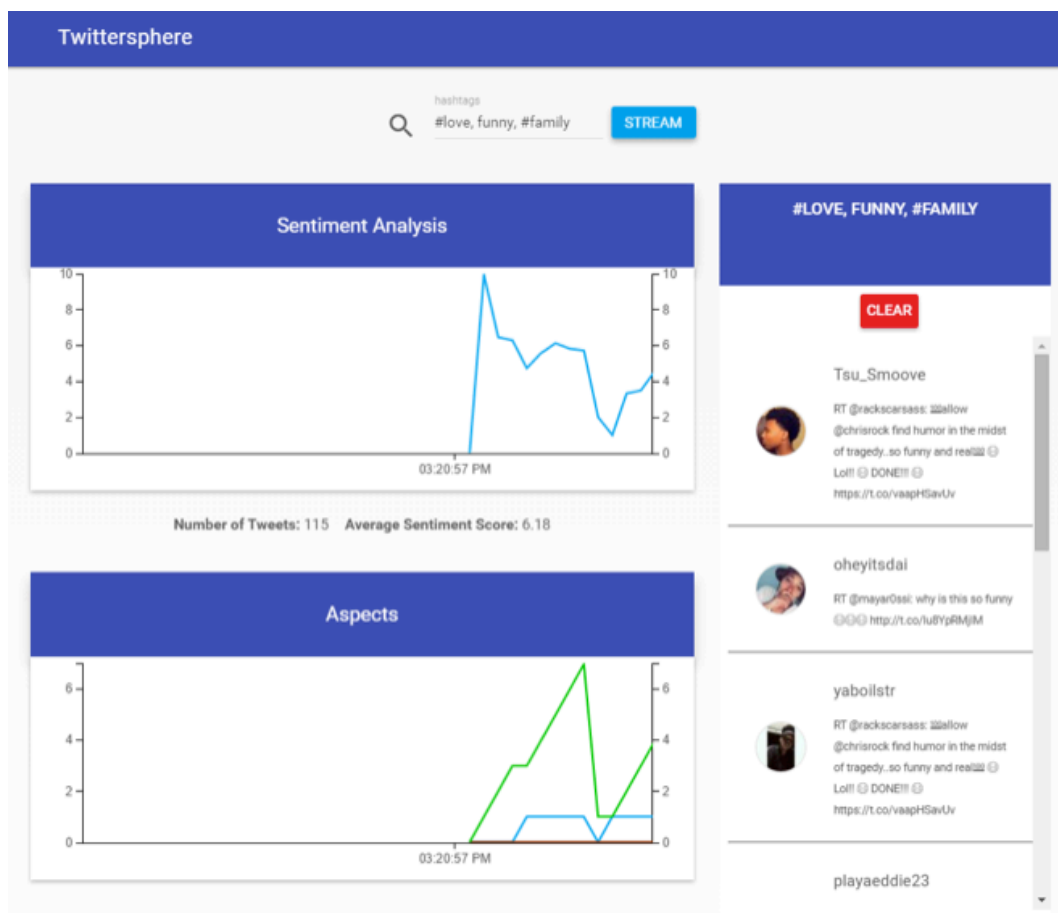 Twittersphere
hashtags
#love, funny, #family
STREAM
Sentiment Analysis
10
8
6
4
2
0
10
8
6
4
2
0
03:20:57 PM
Number of Tweets: 115 Average Sentiment Score: 6.18
Aspects
6
4
2
0
6
4
2
0
03:20:57 PM
#LOVE, FUNNY, #FAMILY
CLEAR
Tsu_Smoove
RT @rackscarsass: allow
@chrisrock find humor in the midst
of tragedy..so funny and real
Lol!! DONE!!!
https://t.co/vaapHSavUv
oheyitsdai
RT @mayar0ssi: why is this so funny
yaboilstr
RT @rackscarsass: allow
@chrisrock find humor in the midst
of tragedy..so funny and real
Lol!! DONE!!!
https://t.co/vaapHSavUv
playaeddie23